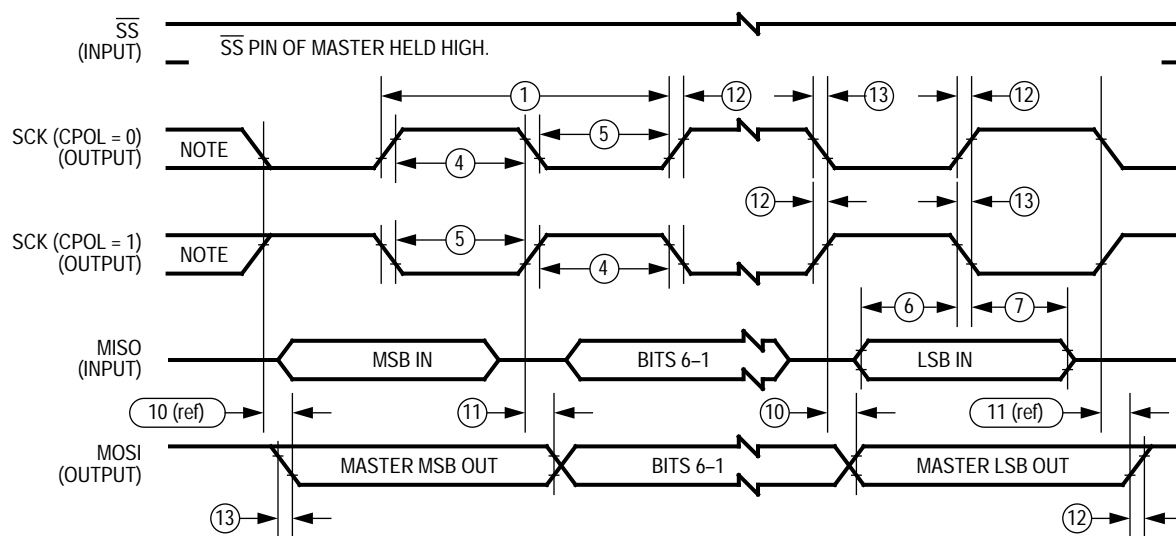 SS
(INPUT)
SS PIN OF MASTER HELD HIGH.
1
12
13
12
SCK (CPOL = 0)
(OUTPUT)
NOTE
5
4
12
13
SCK (CPOL = 1)
(OUTPUT)
NOTE
5
4
6
7
MISO
(INPUT)
MSB IN
BITS 6–1
LSB IN
10 (ref)
11
10
11 (ref)
MOSI
(OUTPUT)
MASTER MSB OUT
BITS 6–1
MASTER LSB OUT
13
12